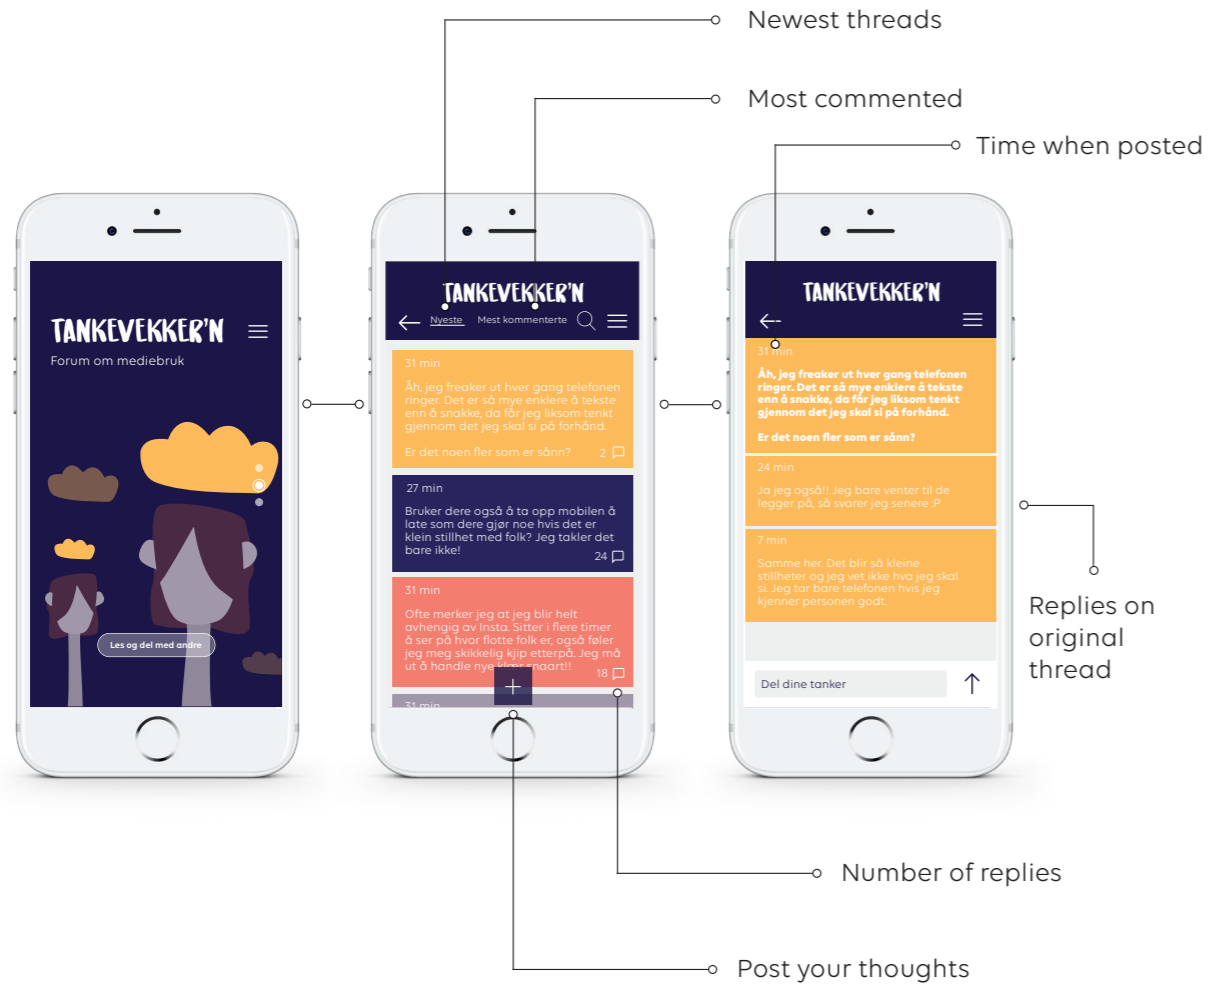 Newest threads
Most commented
Time when posted
TANKEVEKKER'N
Forum om mediebruk
Les og del med andre
TANKEVEKKER'N
Nyeste
Mest kommenterte
31 min
Åh, jeg freaker ut hver gang telefonen
ringer. Det er så mye enklere å tekste
enn å snakke, da får jeg liksom tenkt
gjennom det jeg skal si på forhånd.
Er det noen fler som er sånn?
2
27 min
Bruker dere også å ta opp mobilen å
late som dere gjør noe hvis det er
klein stillhet med folk? Jeg takler det
bare ikke!
24
31 min
Ofte merker jeg at jeg blir helt
avhengig av Insta. Sitter i flere timer
å ser på hvor flotte folk er, også føler
jeg meg skikkelig kjip etterpå. Jeg må
ut å handle nye klær snaart!!
18
31 min
+
TANKEVEKKER'N
31 min
Åh, jeg freaker ut hver gang telefonen
ringer. Det er så mye enklere å tekste
enn å snakke, da får jeg liksom tenkt
gjennom det jeg skal si på forhånd.
Er det noen fler som er sånn?
24 min
Ja jeg også!! Jeg bare venter til de
legger på, så svarer jeg senere :P
7 min
Samme her. Det blir så kleine
stillheter og jeg vet ikke hva jeg skal
si. Jeg tar bare telefonen hvis jeg
kjenner personen godt.
Del dine tanker
Replies on
original
thread
Number of replies
Post your thoughts